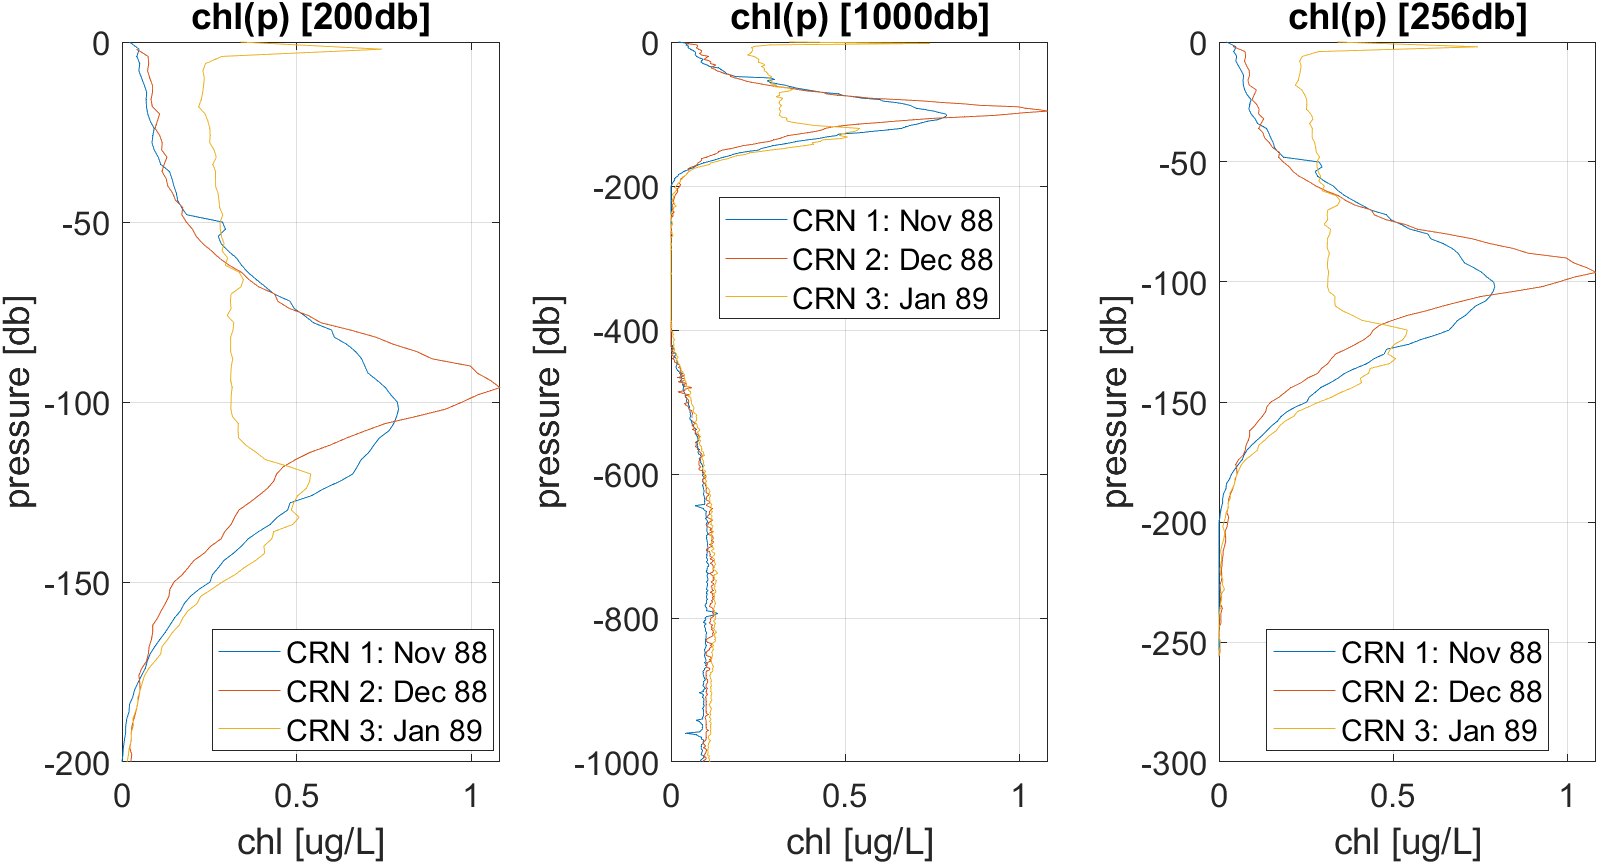 chl(p) [200db]
0
-50
-100
-150
-200
pressure [db]
0
0.5
1
chl [ug/L]
CRN 1: Nov 88
CRN 2: Dec 88
CRN 3: Jan 89
chl(p) [1000db]
0
-200
-400
-600
-800
-1000
pressure [db]
0
0.5
1
chl [ug/L]
CRN 1: Nov 88
CRN 2: Dec 88
CRN 3: Jan 89
chl(p) [256db]
0
-50
-100
-150
-200
-250
-300
pressure [db]
0
0.5
1
chl [ug/L]
CRN 1: Nov 88
CRN 2: Dec 88
CRN 3: Jan 89